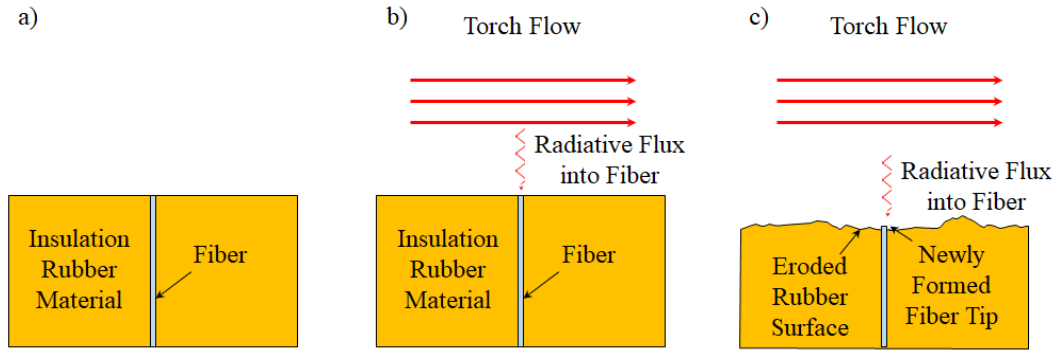 a)
Insulation
Rubber
Material
Fiber
b)
Torch Flow
Radiative Flux
into Fiber
Insulation
Rubber
Material
Fiber
c)
Torch Flow
Radiative Flux
into Fiber
Eroded
Rubber
Surface
Newly
Formed
Fiber Tip